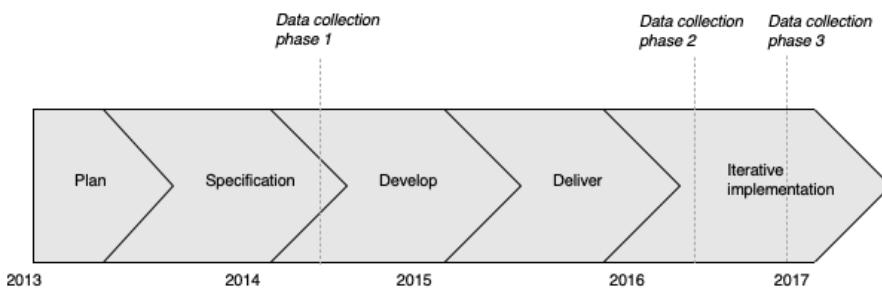 Data collection
phase 1
Data collection
phase 2
Data collection
phase 3
Plan
Specification
Develop
Deliver
Iterative
implementation
2013
2014
2015
2016
2017